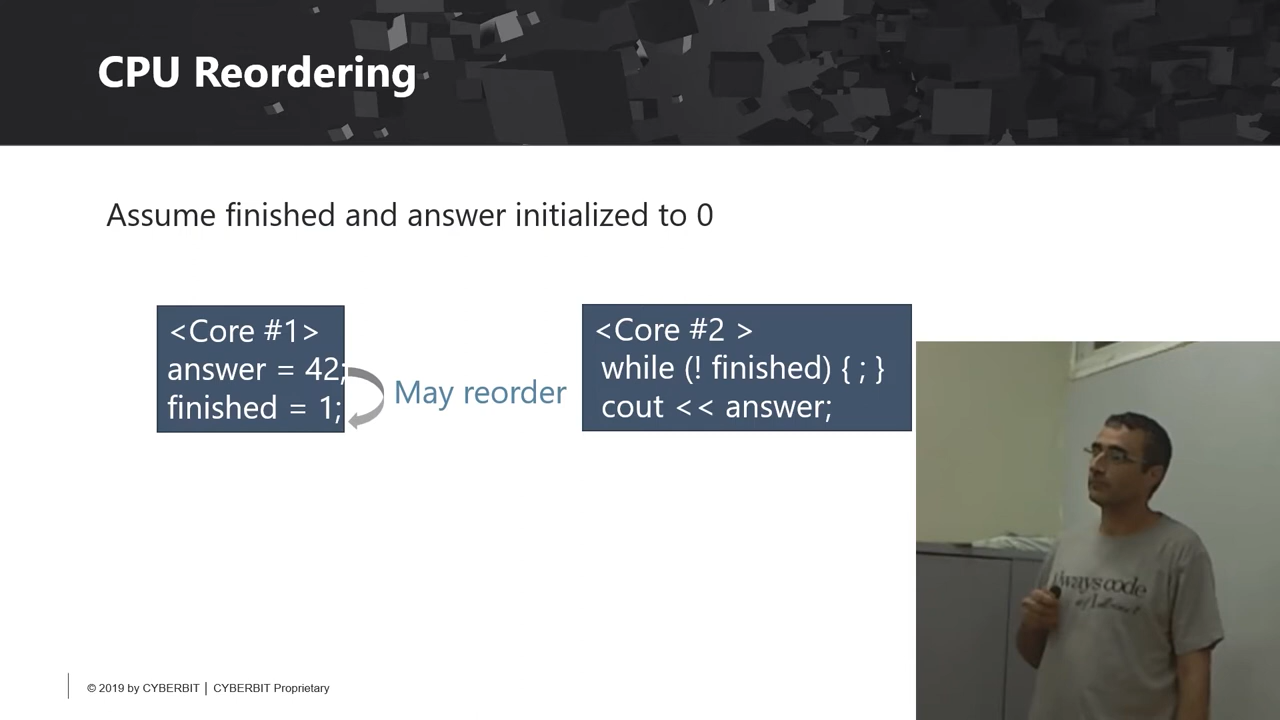 CPU Reordering
Assume finished and answer initialized to 0
<Core #1>
answer = 42;
finished = 1;
May reorder
<Core #2 >
while (! finished) { ; }
cout << answer;
code
© 2019 by CYBERBIT | CYBERBIT Proprietary